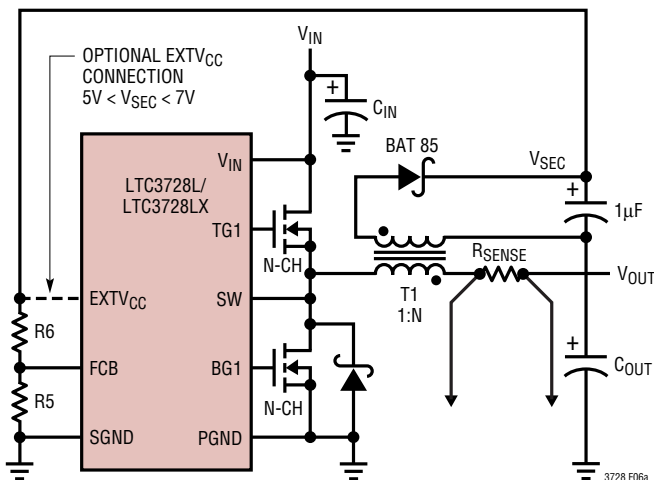 OPTIONAL EXTVCC
CONNECTION
5V < VSEC < 7V
VIN
+
CIN
BAT 85
VSEC
+
1µF
LTC3728L/
LTC3728LX
VIN
TG1
N-CH
RSENSE
VOUT
T1
1:N
EXTVCC
SW
R6
FCB
BG1
+
COUT
R5
N-CH
SGND
PGND
3728 F06a